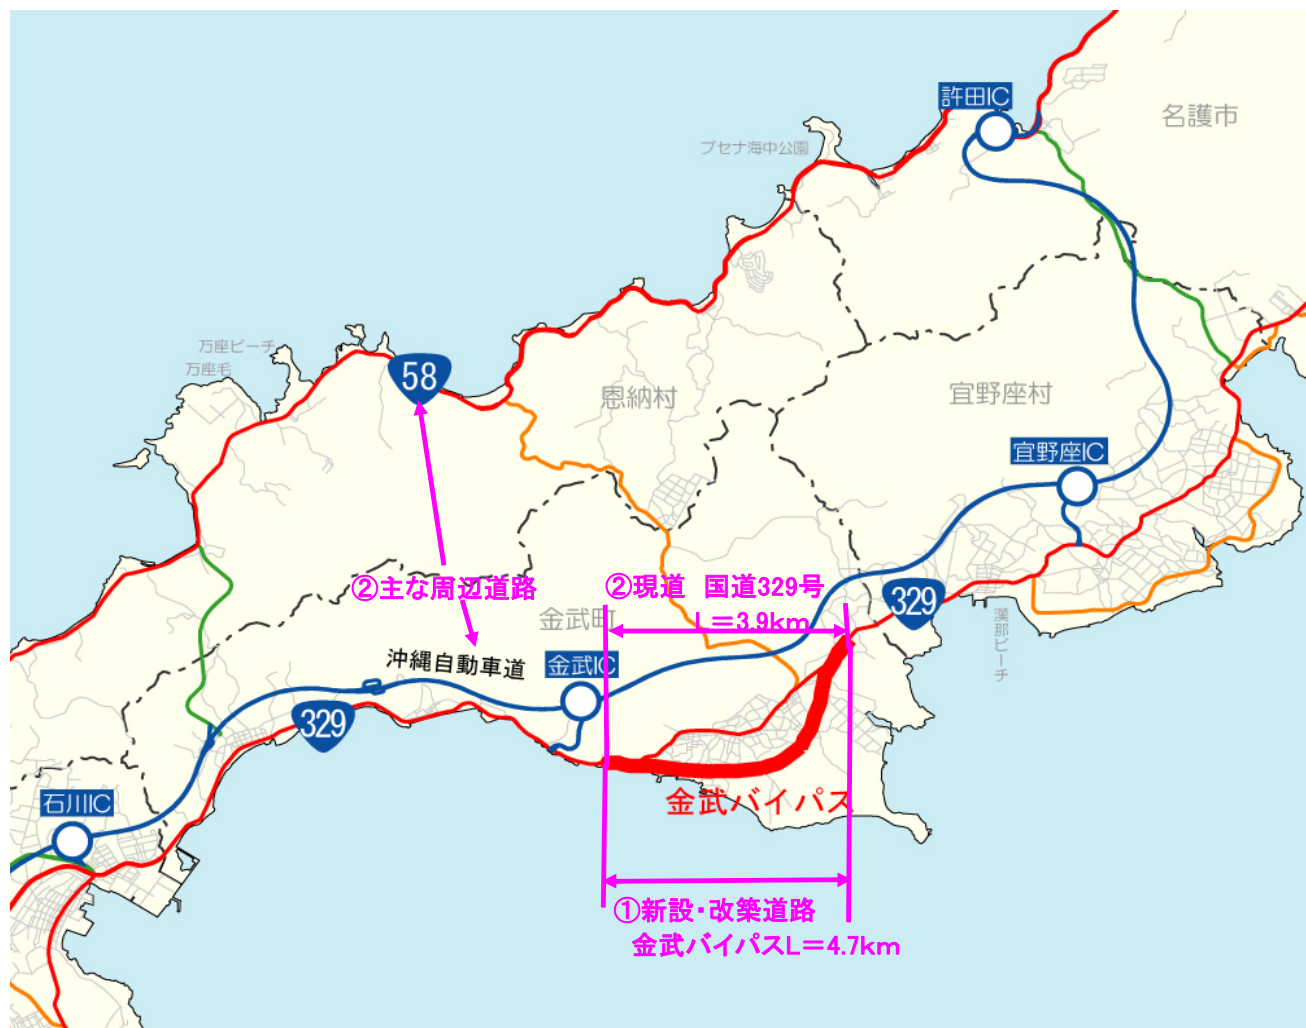 許田IC
名護市
ブセナ海中公園
万座ビーチ
万座毛
58
恩納村
宜野座村
宜野座IC
②主な周辺道路
②現道 国道329号
L=3.9km
329
金武町
漢那ビーチ
沖縄自動車道
金武IC
329
石川IC
金武バイパス
①新設・改築道路
金武バイパスL=4.7km